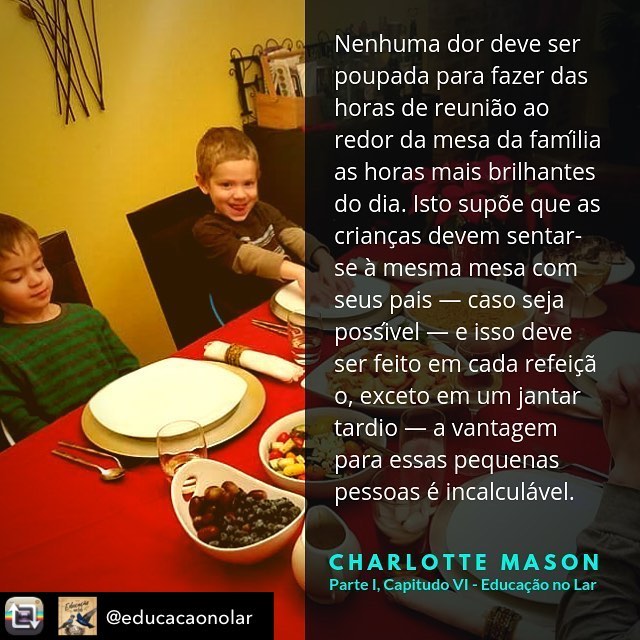 Nenhuma dor deve ser
poupada para fazer das
horas de reunião ao
redor da mesa da família
as horas mais brilhantes
do dia. Isto supõe que as
crianças devem sentar-
se à mesma mesa com
seus pais — caso seja
possível — e isso deve
ser feito em cada refeiçã
o, exceto em um jantar
tardio — a vantagem
para essas pequenas
pessoas é incalculável.
CHARLOTTE MASON
Parte I, Capitudo VI - Educação no Lar
@educacaonolar